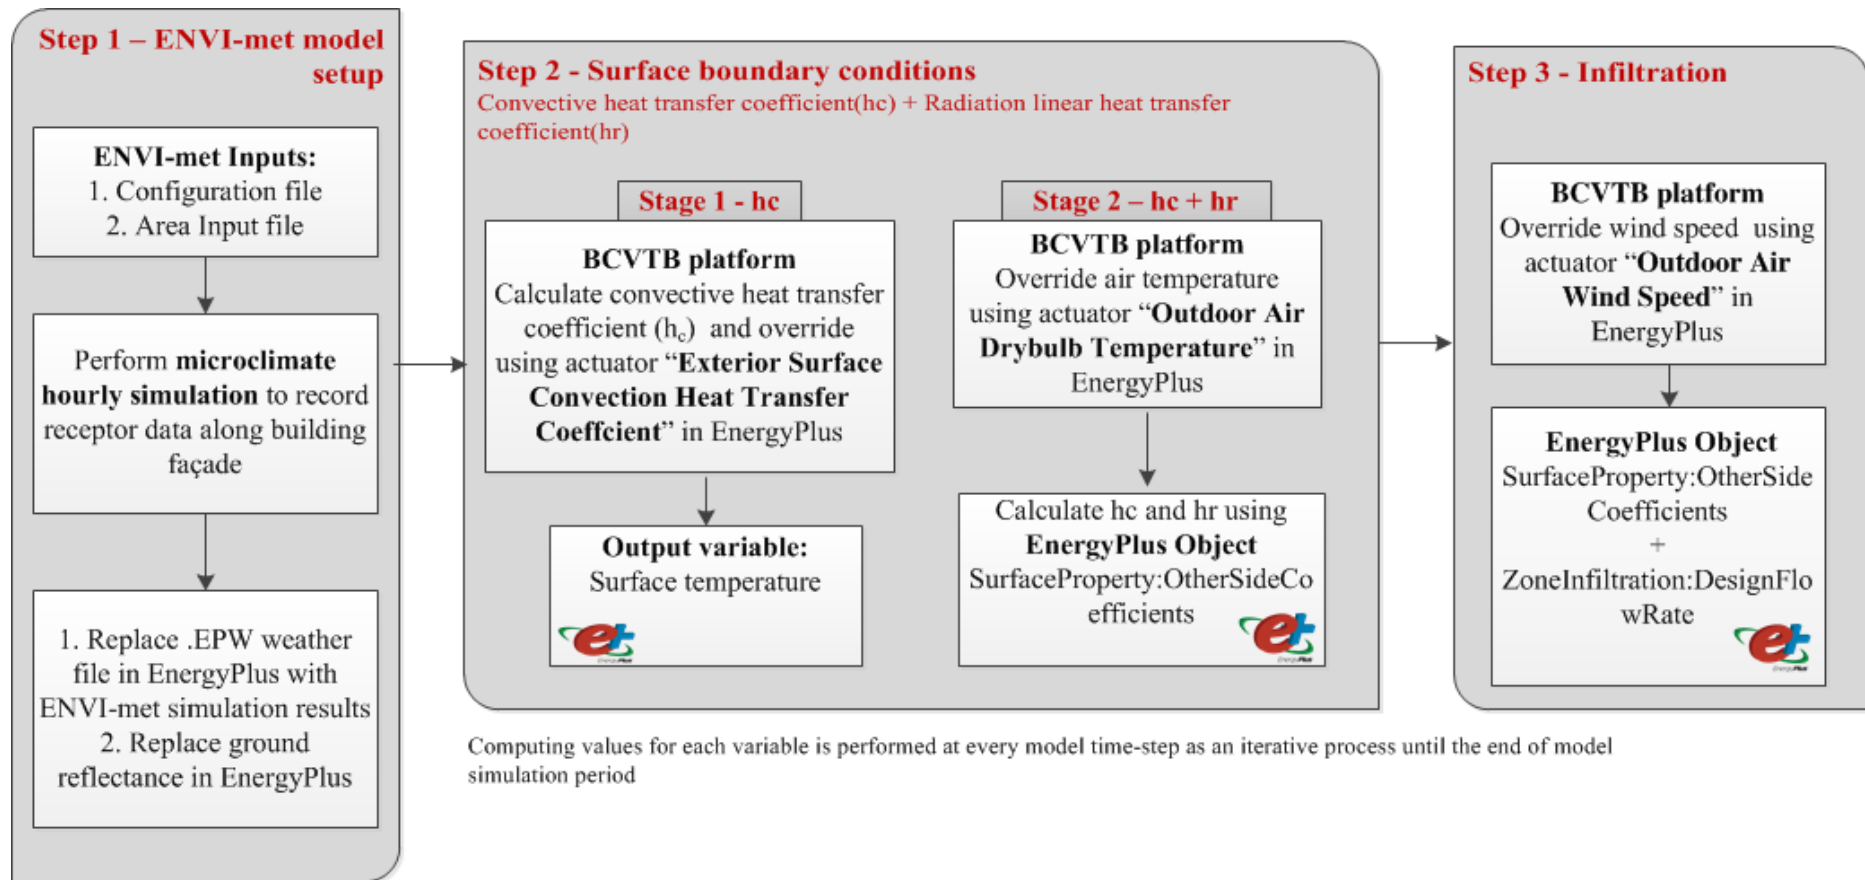 Step 1 – ENVI-met model
setup
ENVI-met Inputs:
1. Configuration file
2. Area Input file
Perform microclimate
hourly simulation to record
receptor data along building
façade
1. Replace .EPW weather
file in EnergyPlus with
ENVI-met simulation results
2. Replace ground
reflectance in EnergyPlus
Step 2 - Surface boundary conditions
Convective heat transfer coefficient(hc) + Radiation linear heat transfer
coefficient(hr)
Stage 1 - hc
BCVTB platform
Calculate convective heat transfer
coefficient (hc) and override
using actuator “Exterior Surface
Convection Heat Transfer
Coeffcient” in EnergyPlus
Output variable:
Surface temperature
e+
EnergyPlus
Stage 2 – hc + hr
BCVTB platform
Override air temperature
using actuator “Outdoor Air
Drybulb Temperature” in
EnergyPlus
Calculate hc and hr using
EnergyPlus Object
SurfaceProperty:OtherSideCo
efficients
e+
EnergyPlus
Step 3 - Infiltration
BCVTB platform
Override wind speed using
actuator “Outdoor Air
Wind Speed” in
EnergyPlus
EnergyPlus Object
SurfaceProperty:OtherSide
Coefficients
+
ZoneInfiltration:DesignFlo
wRate
e+
EnergyPlus
Computing values for each variable is performed at every model time-step as an iterative process until the end of model
simulation period